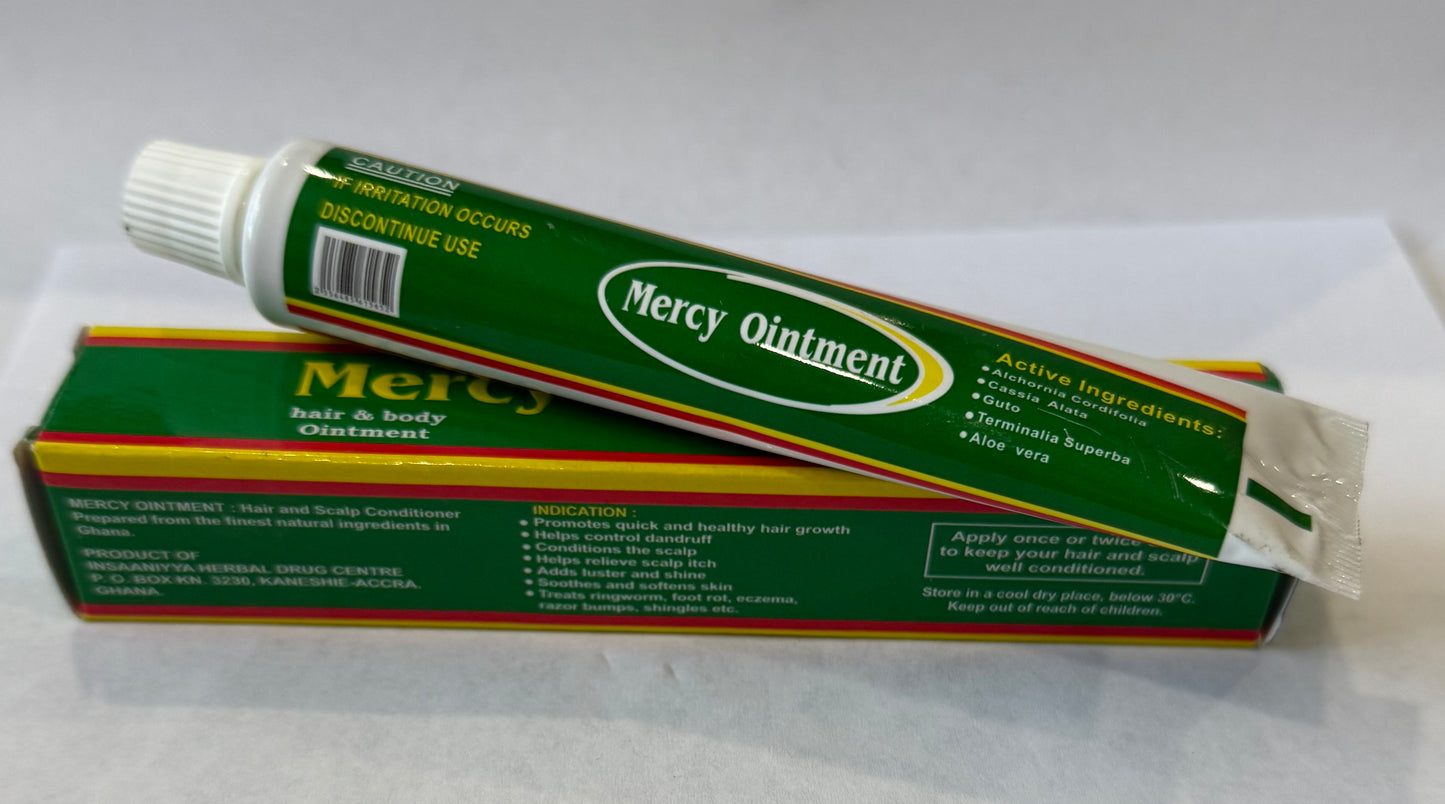 CAUTION
IF IRRITATION OCCURS
DISCONTINUE USE
Mercy Ointment
Active Ingredients:
• Alchornia Cordifolia
• Cassia Alata
• Guto
• Terminalia Superba
• Aloe vera
Mercy
hair & body
Ointment
MERCY OINTMENT : Hair and Scalp Conditioner
Prepared from the finest natural ingredients in
Ghana.
PRODUCT OF
INSAANIYYA HERBAL DRUG CENTRE
P. O. BOX KN. 3230, KANESHIE-ACCRA.
GHANA.
INDICATION :
• Promotes quick and healthy hair growth
• Helps control dandruff
• Conditions the scalp
• Helps relieve scalp itch
• Adds luster and shine
• Soothes and softens skin
• Treats ringworm, foot rot, eczema,
razor bumps, shingles etc.
Apply once or twice
to keep your hair and scalp
well conditioned.
Store in a cool dry place, below 30°C.
Keep out of reach of children.